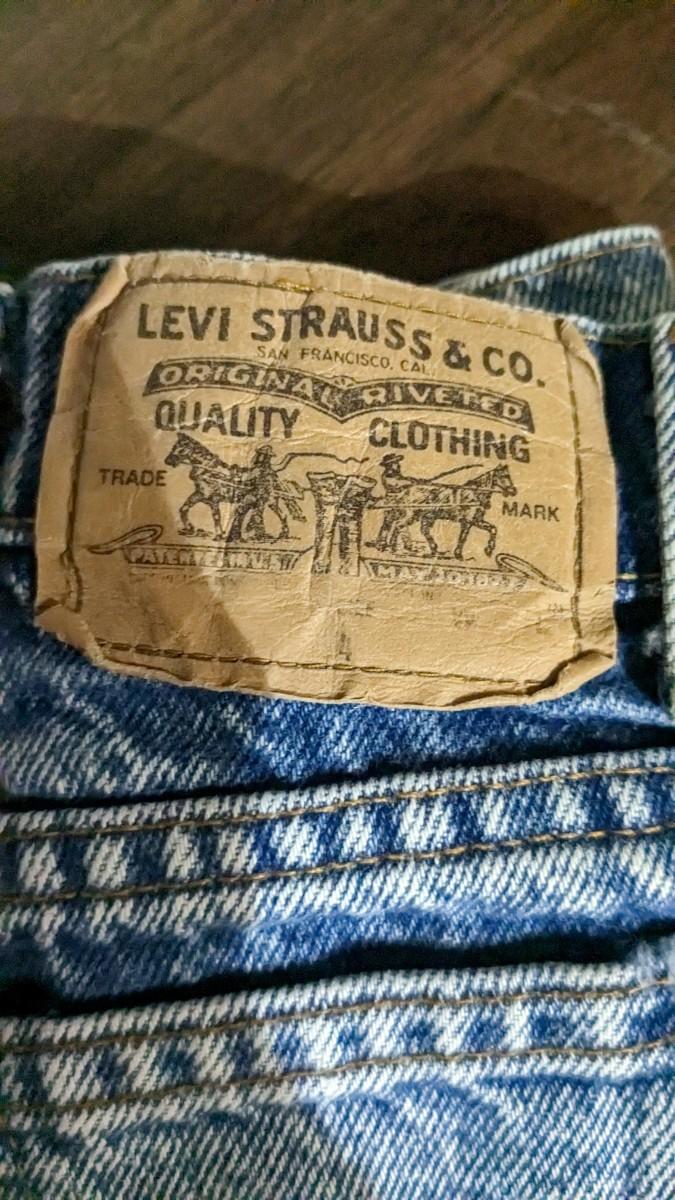 LEVI STRAUSS & CO.
SAN FRANCISCO, CAL.
ORIGINAL RIVETED
QUALITY CLOTHING
TRADE MARK